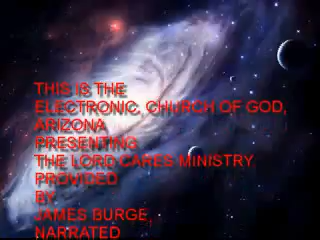 THIS IS THE
ELECTRONIC, CHURCH OF GOD,
ARIZONA
PRESENTING
THE LORD CARES MINISTRY
PROVIDED
BY
JAMES BURGE,
NARRATED